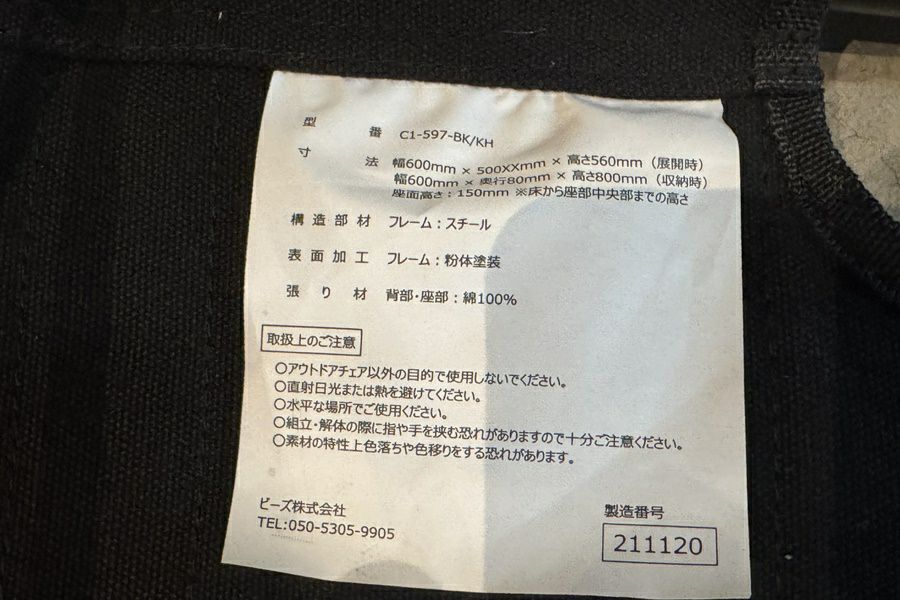 型番 C1-597-BK/KH
寸法 幅600mm × 500XXmm × 高さ560mm（展開時）
幅600mm × 奥行80mm × 高さ800mm（収納時）
座面高さ：150mm ※床から座部中央部までの高さ
構造部材 フレーム：スチール
表面加工 フレーム：粉体塗装
張り材 背部・座部：綿100%
取扱上のご注意
○アウトドアチェア以外の目的で使用しないでください。
○直射日光または熱を避けてください。
○水平な場所でご使用ください。
○組立・解体の際に指や手を挟む恐れがありますので十分ご注意ください。
○素材の特性上色落ちや色移りをする恐れがあります。
ビーズ株式会社
TEL:050-5305-9905
製造番号
211120